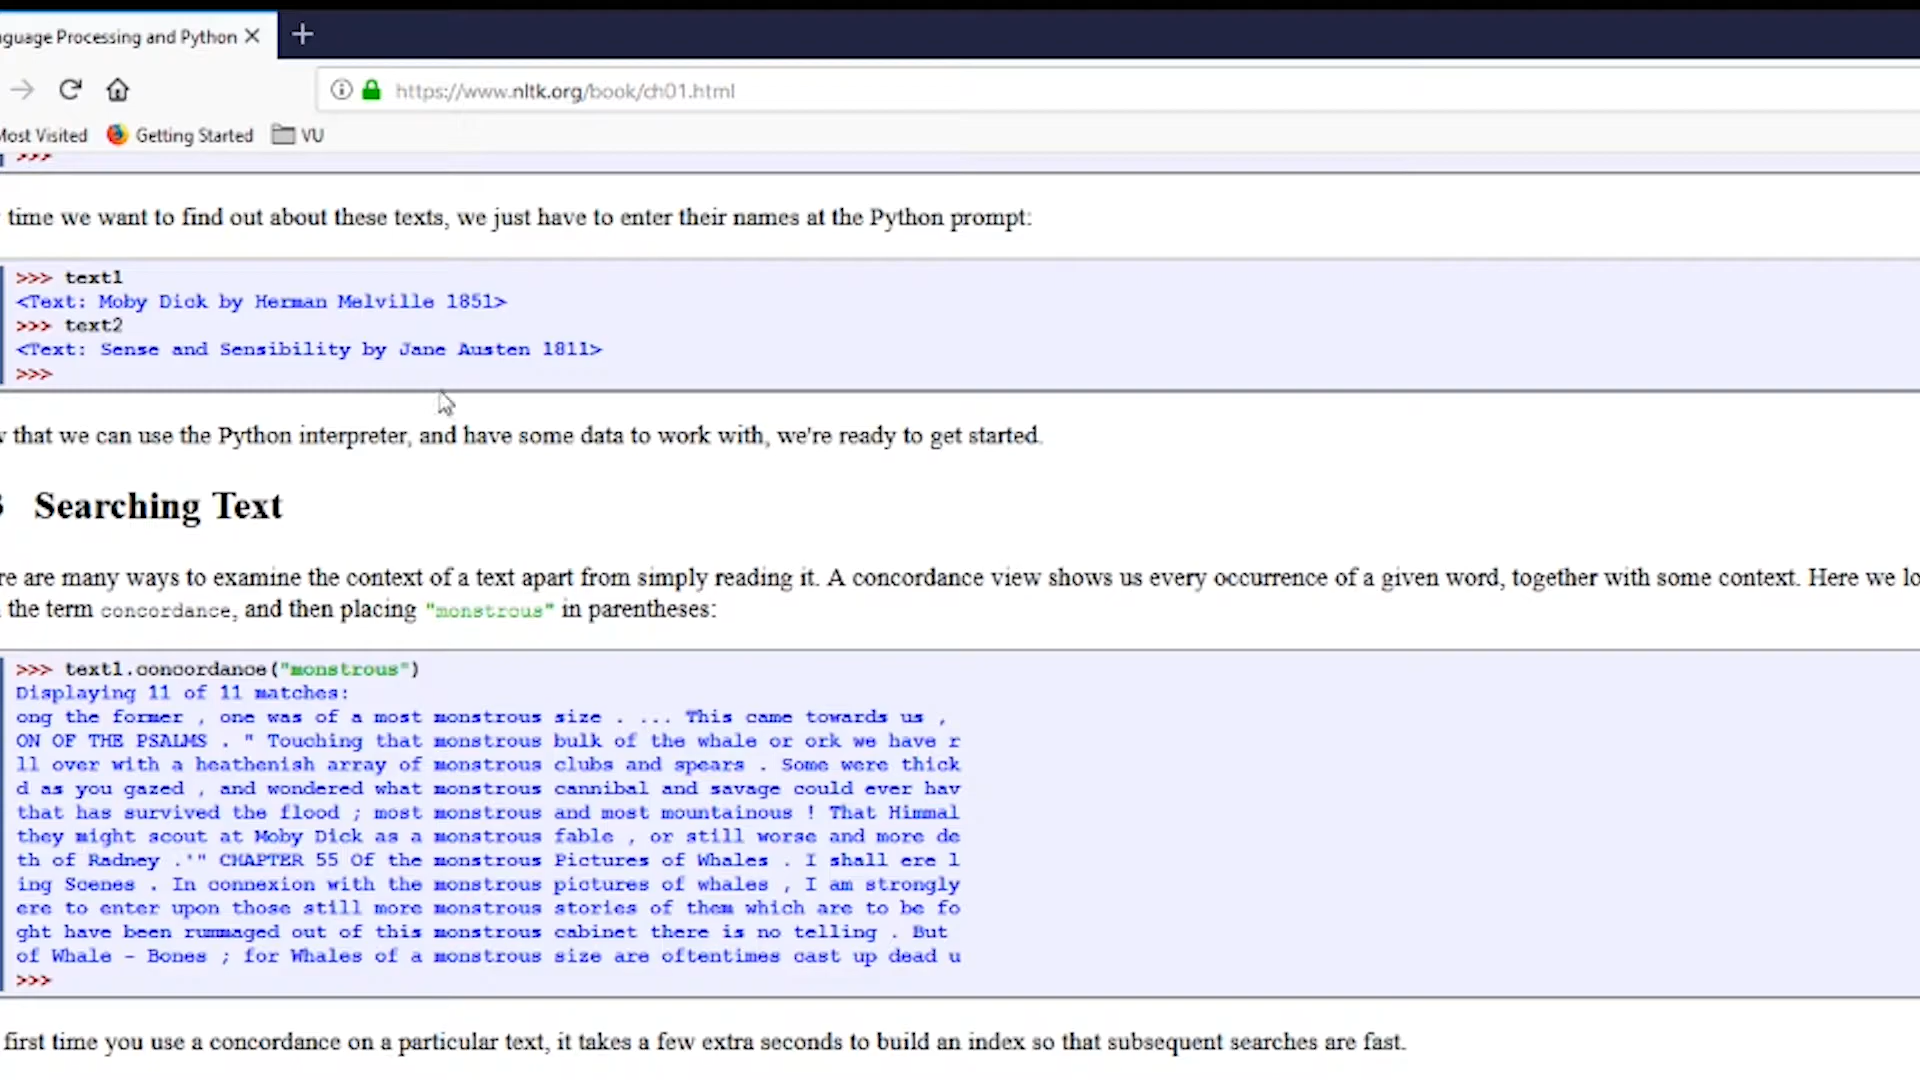 nguage Processing and Python
https://www.nltk.org/book/ch01.html
Most Visited Getting Started VU
>>>
time we want to find out about these texts, we just have to enter their names at the Python prompt:
>>> text1
<Text: Moby Dick by Herman Melville 1851>
>>> text2
<Text: Sense and Sensibility by Jane Austen 1811>
>>>
that we can use the Python interpreter, and have some data to work with, we're ready to get started.
Searching Text
re are many ways to examine the context of a text apart from simply reading it. A concordance view shows us every occurrence of a given word, together with some context. Here we lo
the term concordance, and then placing "monstrous" in parentheses:
>>> text1.concordance("monstrous")
Displaying 11 of 11 matches:
ong the former , one was of a most monstrous size . ... This came towards us ,
ON OF THE PSALMS . " Touching that monstrous bulk of the whale or ork we have r
ll over with a heathenish array of monstrous clubs and spears . Some were thick
d as you gazed , and wondered what monstrous cannibal and savage could ever hav
that has survived the flood ; most monstrous and most mountainous ! That Himmal
they might scout at Moby Dick as a monstrous fable , or still worse and more de
th of Radney .'" CHAPTER 55 Of the monstrous Pictures of Whales . I shall ere l
ing Scenes . In connexion with the monstrous pictures of whales , I am strongly
ere to enter upon those still more monstrous stories of them which are to be fo
ght have been rummaged out of this monstrous cabinet there is no telling . But
of Whale - Bones ; for Whales of a monstrous size are oftentimes cast up dead u
>>>
first time you use a concordance on a particular text, it takes a few extra seconds to build an index so that subsequent searches are fast.